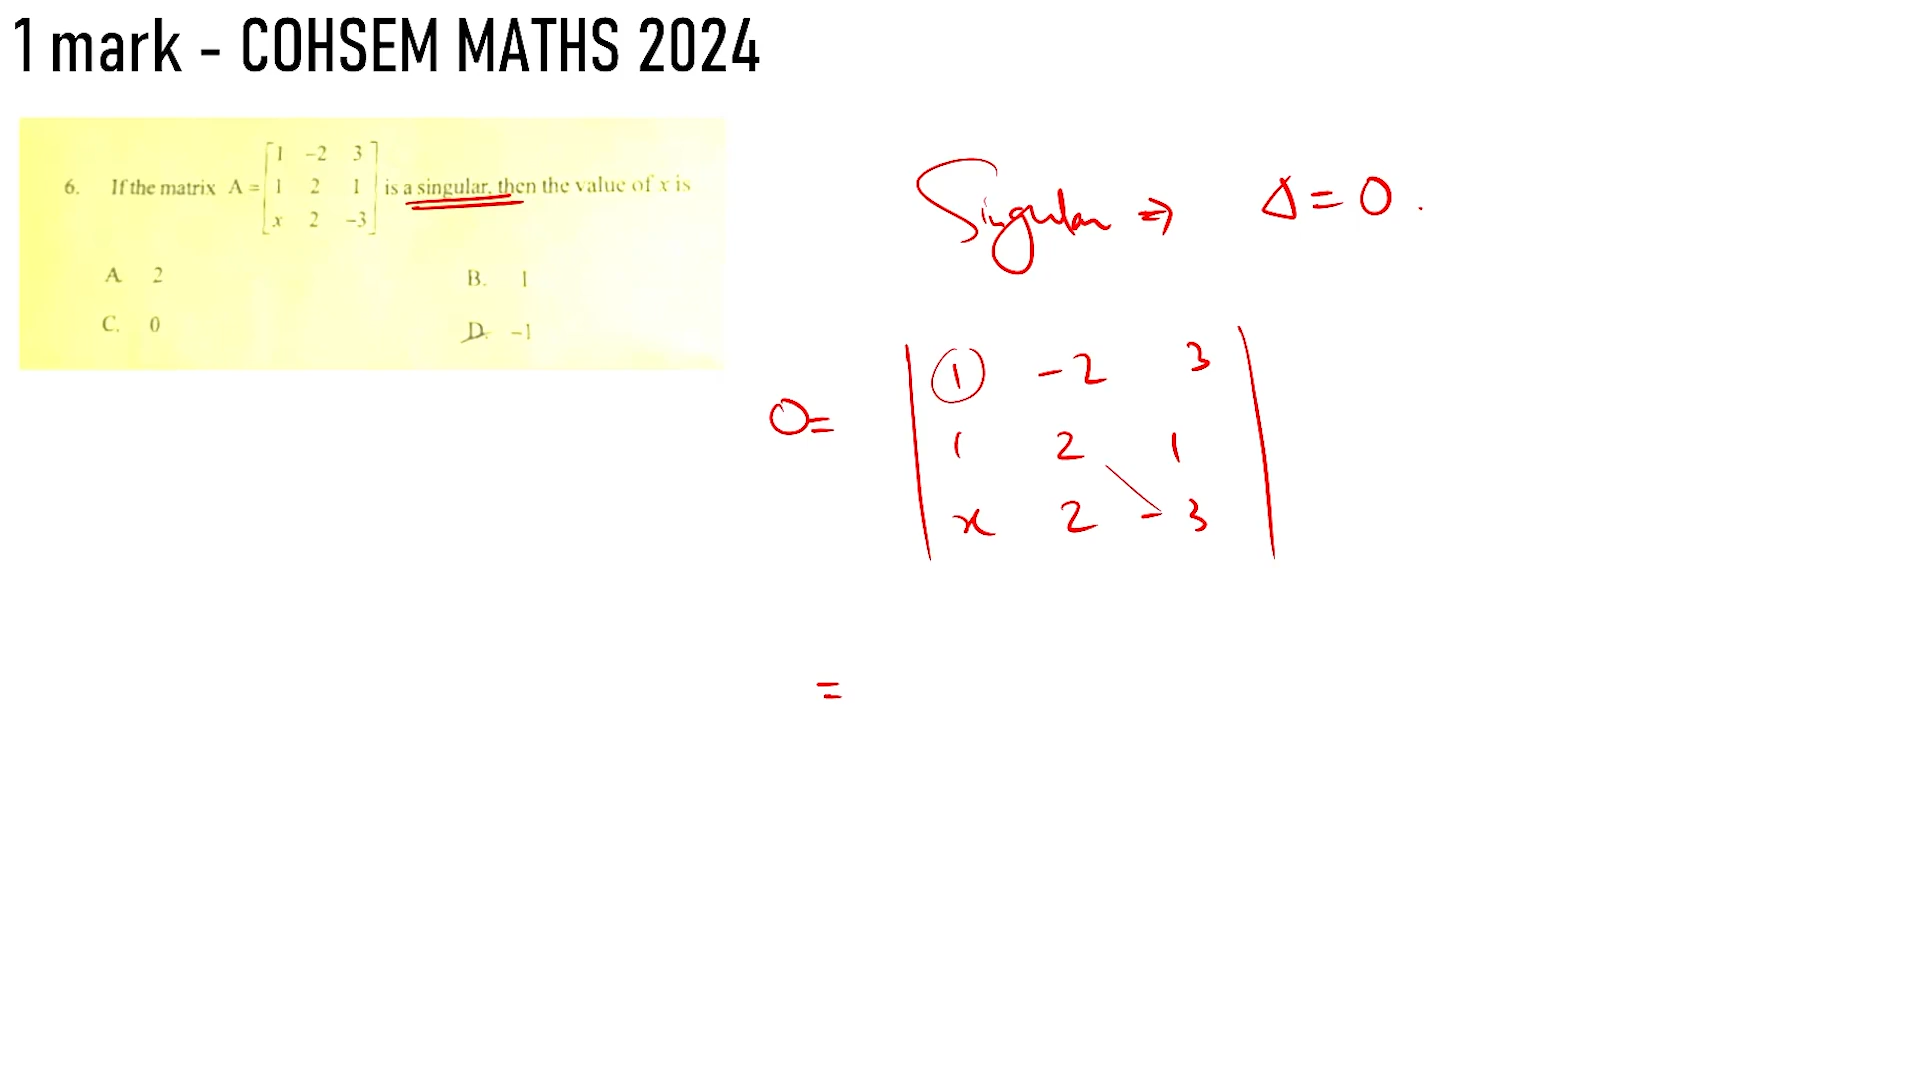 1 mark - COHSEM MATHS 2024
6. If the matrix A = [1 -2 3
1 2 1
x 2 -3] is a singular, then the value of x is
A. 2
B. 1
C. 0
D. -1
Singular ⇒ Δ = 0.
0 = | 1 -2 3
1 2 1
x 2 -3 |
=